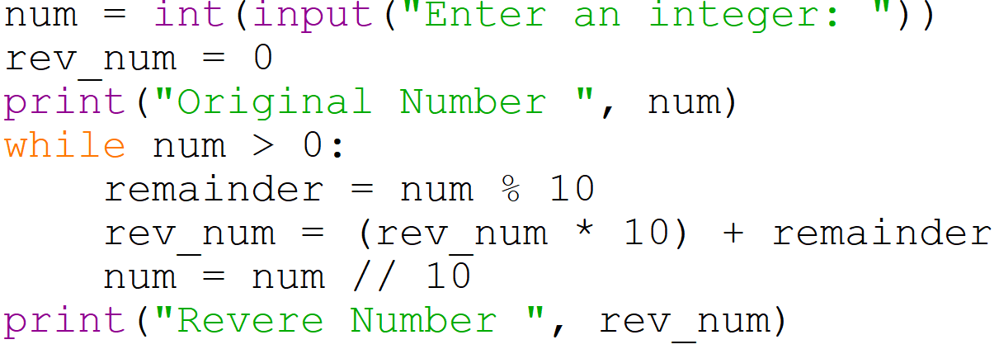 num = int(input("Enter an integer: "))
rev_num = 0
print("Original Number ", num)
while num > 0:
    remainder = num % 10
    rev_num = (rev_num * 10) + remainder
    num = num // 10
print("Revere Number ", rev_num)